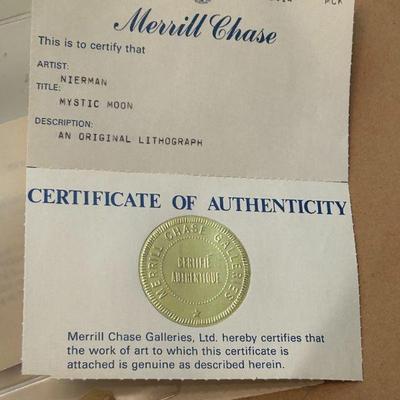 PCK
Merrill Chase
This is to certify that
ARTIST:
NIERMAN
TITLE:
MYSTIC MOON
DESCRIPTION:
AN ORIGINAL LITHOGRAPH
CERTIFICATE OF AUTHENTICITY
MERRILL CHASE GALLERIES
CERTIFIÉ
AUTHENTIQUE
Merrill Chase Galleries, Ltd. hereby certifies that
the work of art to which this certificate is
attached is genuine as described herein.